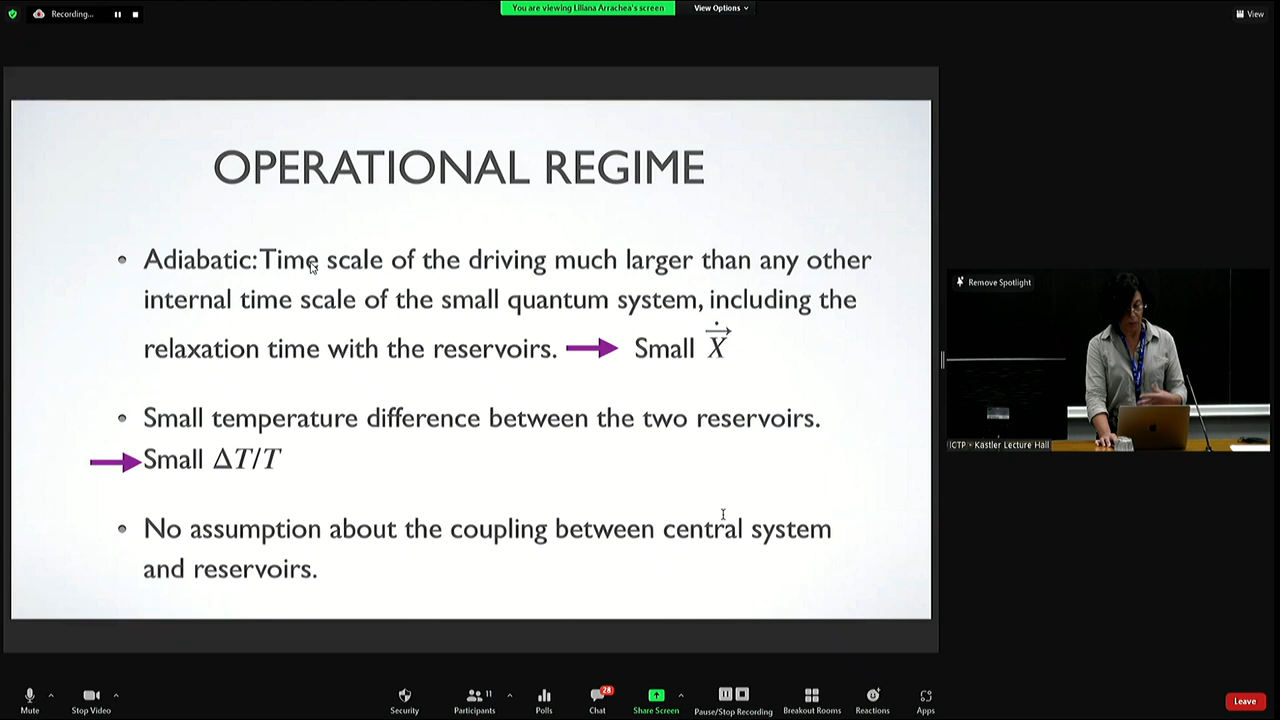 Recording...
You are viewing Liliana Arrachea's screen
View Options
View
OPERATIONAL REGIME
• Adiabatic:Time scale of the driving much larger than any other
internal time scale of the small quantum system, including the
relaxation time with the reservoirs. → Small $\dot{\vec{X}}$
• Small temperature difference between the two reservoirs.
→ Small ΔT/T
• No assumption about the coupling between central system
and reservoirs.
Remove Spotlight
ICTP - Kastler Lecture Hall
Mute
Stop Video
Security
Participants
11
Polls
Chat
28
Share Screen
Pause/Stop Recording
Breakout Rooms
Reactions
Apps
Leave